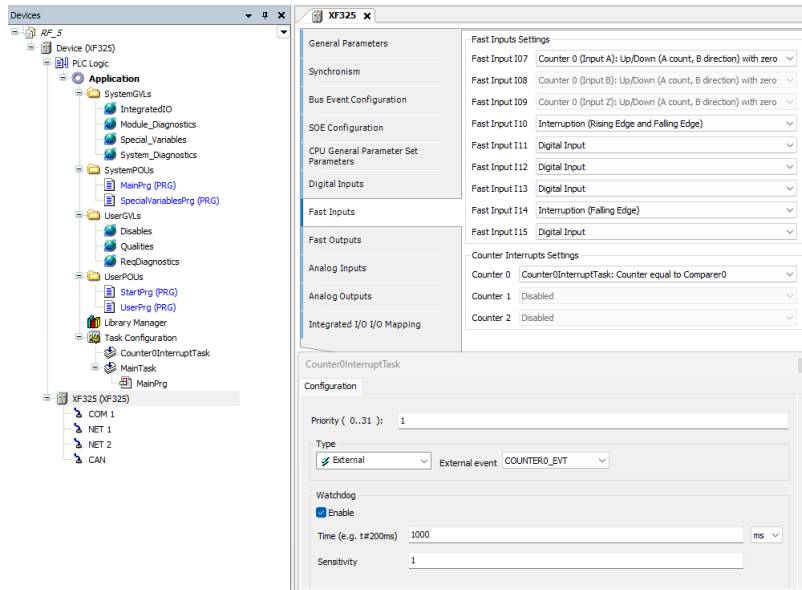 Devices
RF_5
Device (XF325)
PLC Logic
Application
SystemGVLs
IntegratedIO
Module_Diagnostics
Special_Variables
System_Diagnostics
SystemPOUs
MainPrg (PRG)
SpecialVariablesPrg (PRG)
UserGVLs
Disables
Qualities
ReqDiagnostics
UserPOUs
StartPrg (PRG)
UserPrg (PRG)
Library Manager
Task Configuration
Counter0InterruptTask
MainTask
MainPrg
XF325 (XF325)
COM 1
NET 1
NET 2
CAN
XF325
General Parameters
Synchronism
Bus Event Configuration
SOE Configuration
CPU General Parameter Set
Parameters
Digital Inputs
Fast Inputs
Fast Outputs
Analog Inputs
Analog Outputs
Integrated I/O I/O Mapping
Fast Inputs Settings
Fast Input I07 Counter 0 (Input A): Up/Down (A count, B direction) with zero
Fast Input I08 Counter 0 (Input B): Up/Down (A count, B direction) with zero
Fast Input I09 Counter 0 (Input Z): Up/Down (A count, B direction) with zero
Fast Input I10 Interruption (Rising Edge and Falling Edge)
Fast Input I11 Digital Input
Fast Input I12 Digital Input
Fast Input I13 Digital Input
Fast Input I14 Interruption (Falling Edge)
Fast Input I15 Digital Input
Counter Interrupts Settings
Counter 0 Counter0InterruptTask: Counter equal to Comparer0
Counter 1 Disabled
Counter 2 Disabled
Counter0InterruptTask
Configuration
Priority ( 0..31 ): 1
Type
External External event COUNTER0_EVT
Watchdog
Enable
Time (e.g. t#200ms) 1000 ms
Sensitivity 1